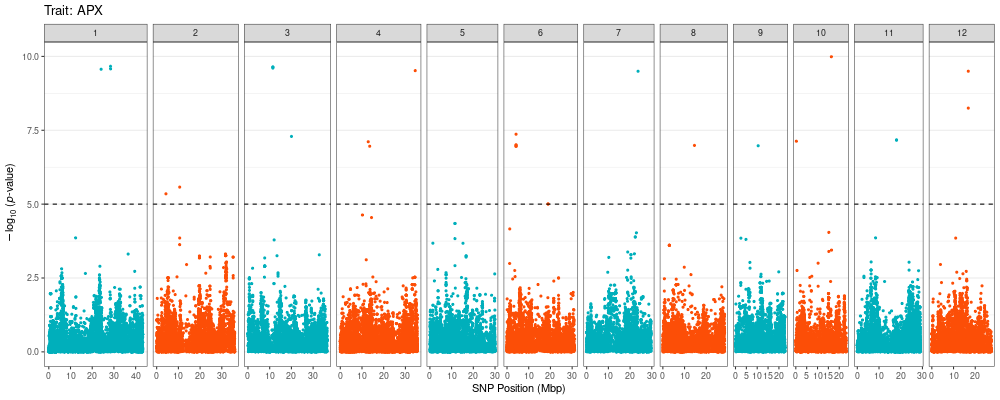 Trait: APX
1 2 3 4 5 6 7 8 9 10 11 12
10.0
7.5
5.0
2.5
0.0
− log10 (p-value)
0 10 20 30 40 0 10 20 30 0 10 20 30 0 10 20 30 0 10 20 30 0 10 20 30 0 10 20 30 0 10 20 0 5 10 15 20 0 5 10 15 20 0 10 20 30 0 10 20
SNP Position (Mbp)